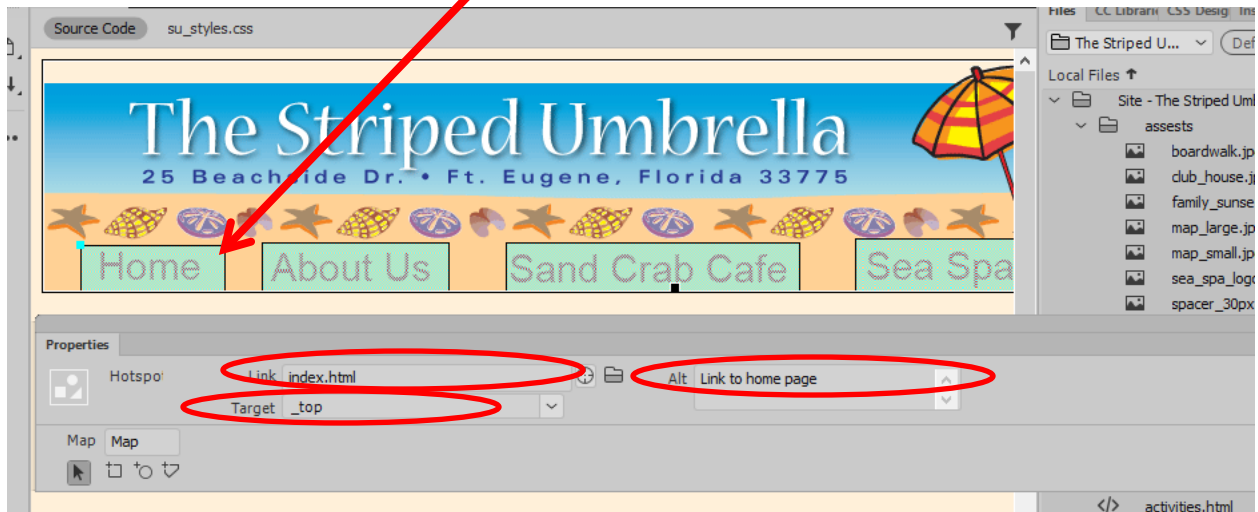 Files CC Librari CSS Desig Ins
Source Code su_styles.css
The Striped U... Def
Local Files
Site - The Striped Uml
assests
boardwalk.jp
club_house.j
family_sunse
map_large.jp
map_small.jp
sea_spa_logo
spacer_30px
The Striped Umbrella
25 Beachside Dr. • Ft. Eugene, Florida 33775
Home About Us Sand Crab Cafe Sea Spa
Properties
Hotspo Link index.html Alt Link to home page
Target _top
Map Map
</> activities.html